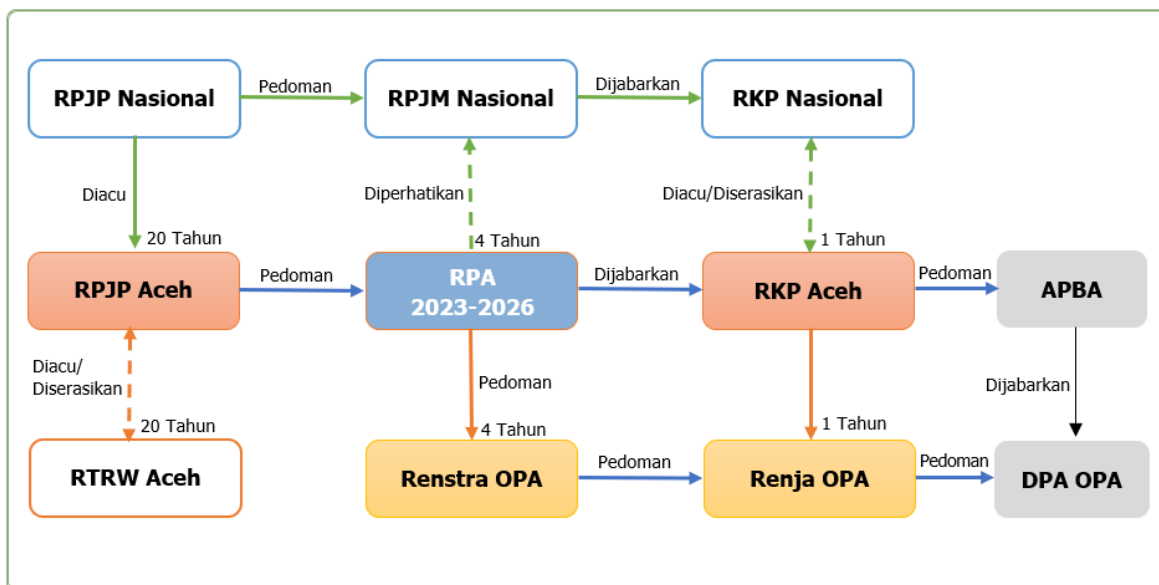 RPJP Nasional
Pedoman
RPJM Nasional
Dijabarkan
RKP Nasional
Diacu
Diperhatikan
Diacu/Diserasikan
20 Tahun
4 Tahun
1 Tahun
RPJP Aceh
Pedoman
RPA
2023-2026
Dijabarkan
RKP Aceh
Pedoman
APBA
Diacu/
Diserasikan
Pedoman
Dijabarkan
20 Tahun
4 Tahun
1 Tahun
RTRW Aceh
Renstra OPA
Pedoman
Renja OPA
Pedoman
DPA OPA